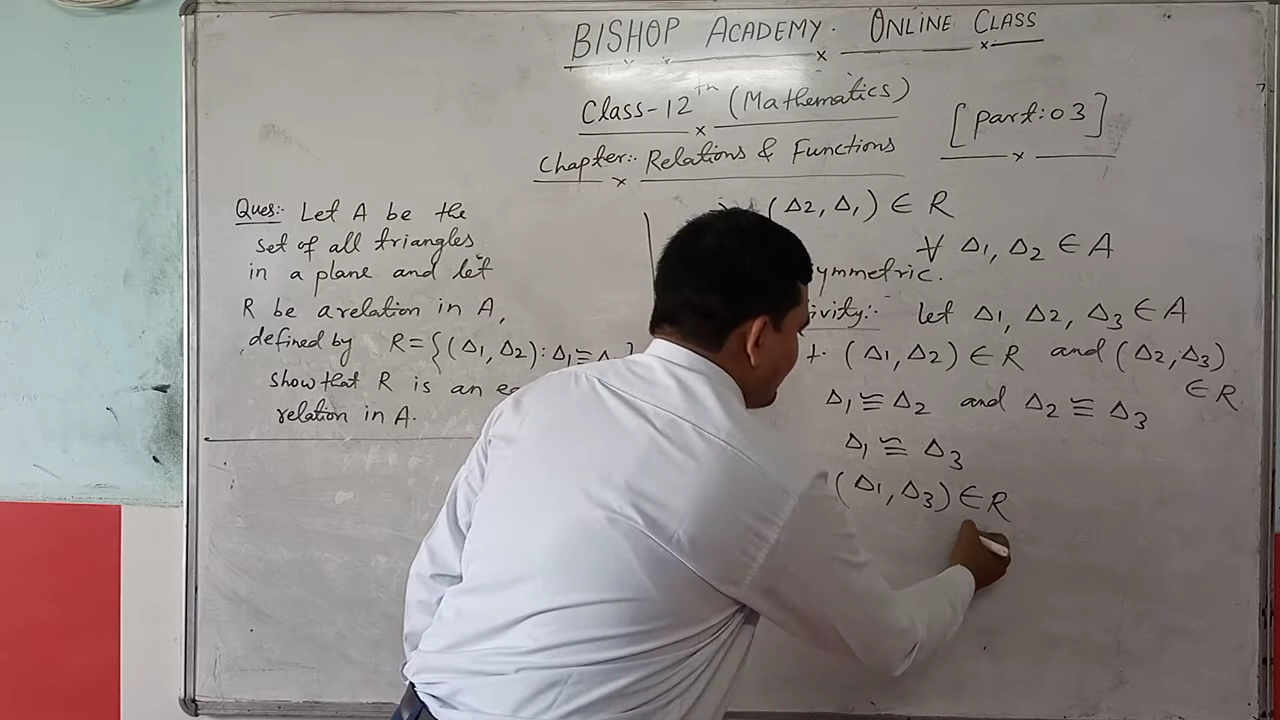 BISHOP ACADEMY. ONLINE CLASS
Class-12th (Mathematics)
[Part:03]
Chapter:- Relations & Functions
Ques:- Let A be the
set of all triangles
in a plane and let
R be a relation in A,
defined by R={(Δ1, Δ2): Δ1≅
show that R is an
relation in A.
(Δ2, Δ1) ∈ R
∀ Δ1, Δ2 ∈ A
ymmetric.
ivity:- let Δ1, Δ2, Δ3 ∈ A
(Δ1, Δ2) ∈ R and (Δ2, Δ3)
∈ R
Δ1 ≅ Δ2 and Δ2 ≅ Δ3
Δ1 ≅ Δ3
(Δ1, Δ3) ∈ R